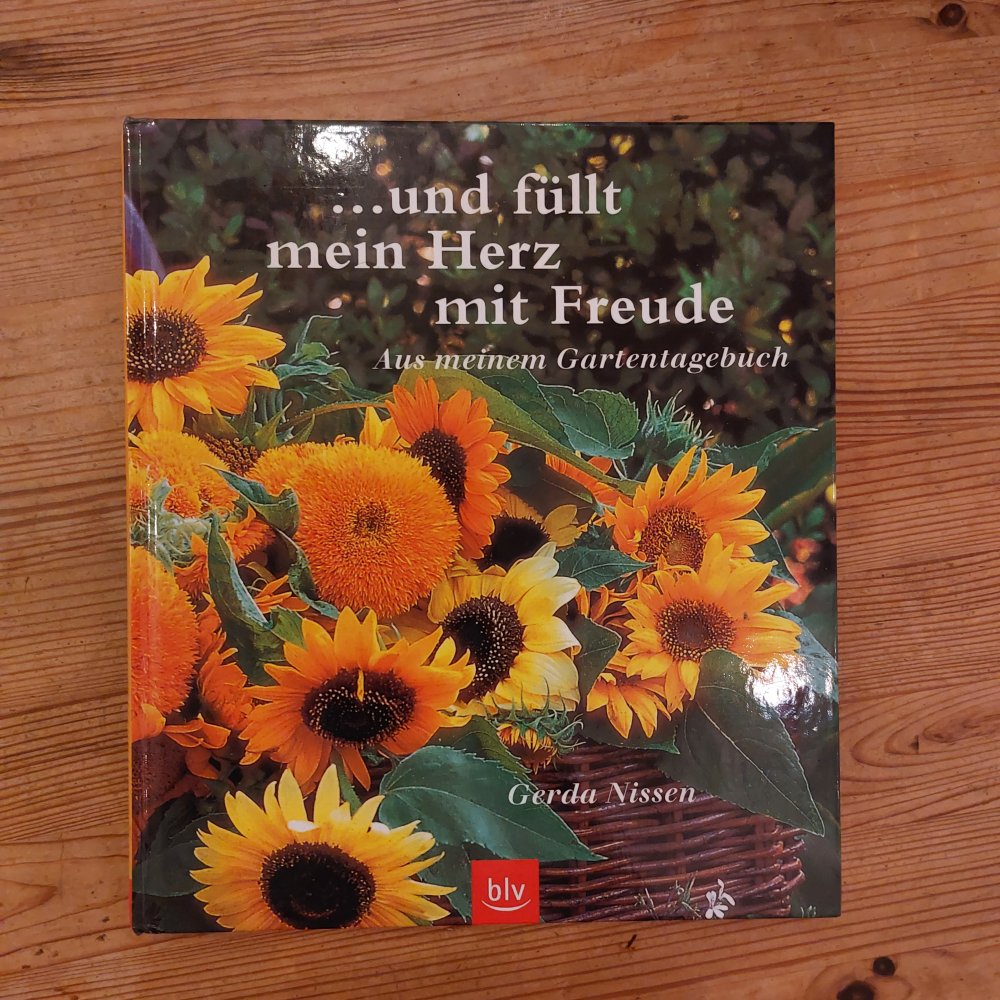 ...und füllt
mein Herz
mit Freude
Aus meinem Gartentagebuch
Gerda Nissen
blv